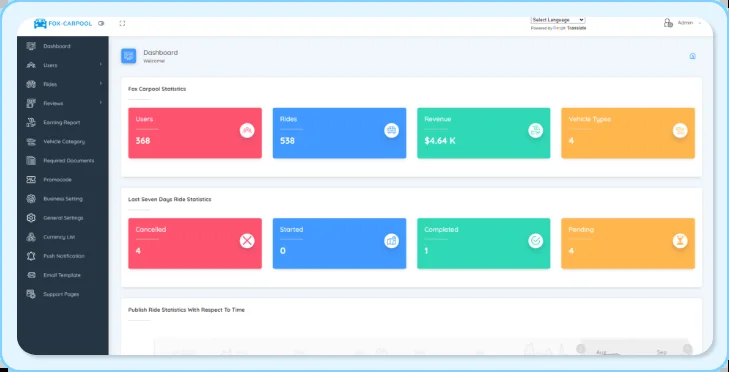 FOX-CARPOOL
Select Language
Powered by Google Translate
Admin
Dashboard
Users
Rides
Reviews
Earning Report
Vehicle Category
Required Documents
Promocode
Business Setting
General Settings
Currency List
Push Notification
Email Template
Support Pages
Dashboard
Welcome!
Fox Carpool Statistics
Users
368
Rides
538
Revenue
$4.64 K
Vehicle Types
4
Last Seven Days Ride Statistics
Cancelled
4
Started
0
Completed
1
Pending
4
Publish Ride Statistics With Respect To Time
Aug
Sep